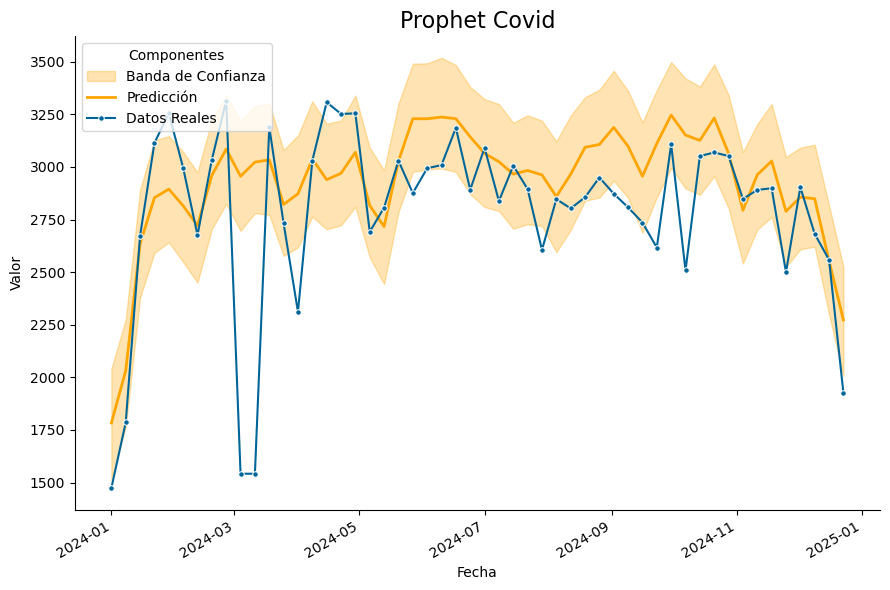 Prophet Covid
Componentes
Banda de Confianza
Predicción
Datos Reales
Valor
3500
3250
3000
2750
2500
2250
2000
1750
1500
2024-01
2024-03
2024-05
2024-07
2024-09
2024-11
2025-01
Fecha